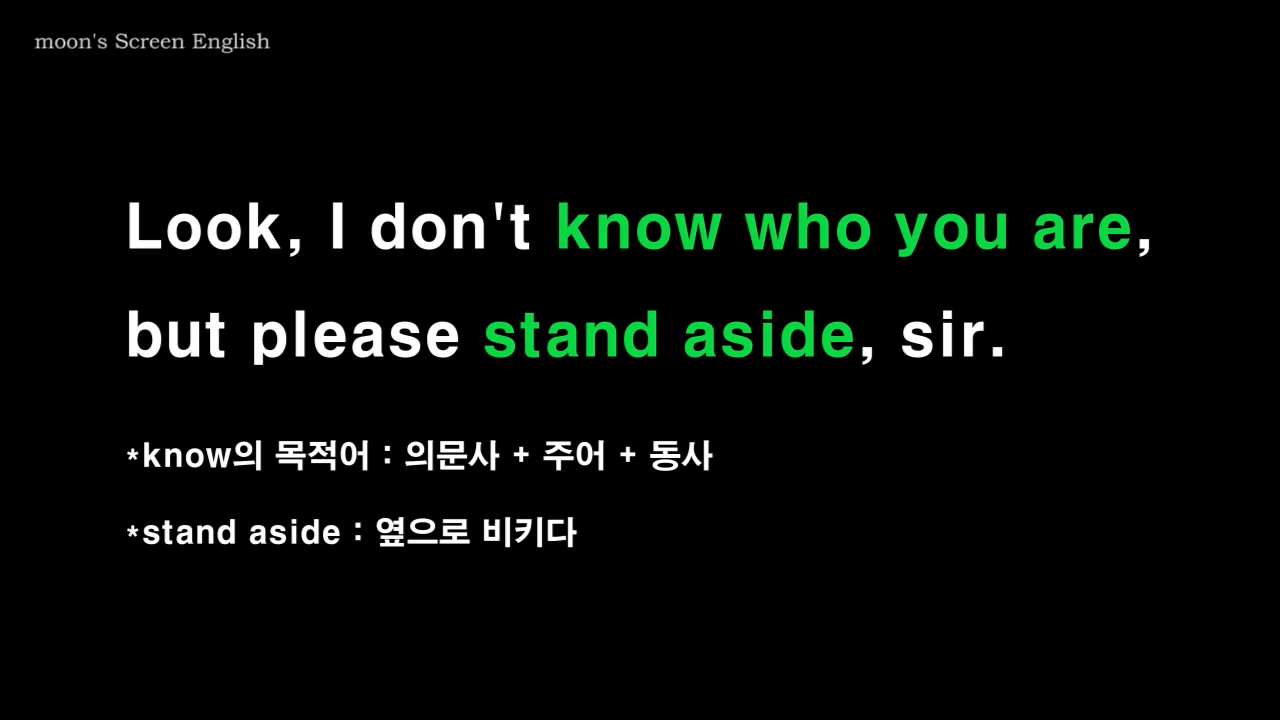 moon's Screen English
Look, I don't know who you are,
but please stand aside, sir.
*know의 목적어 : 의문사 + 주어 + 동사
*stand aside : 옆으로 비키다